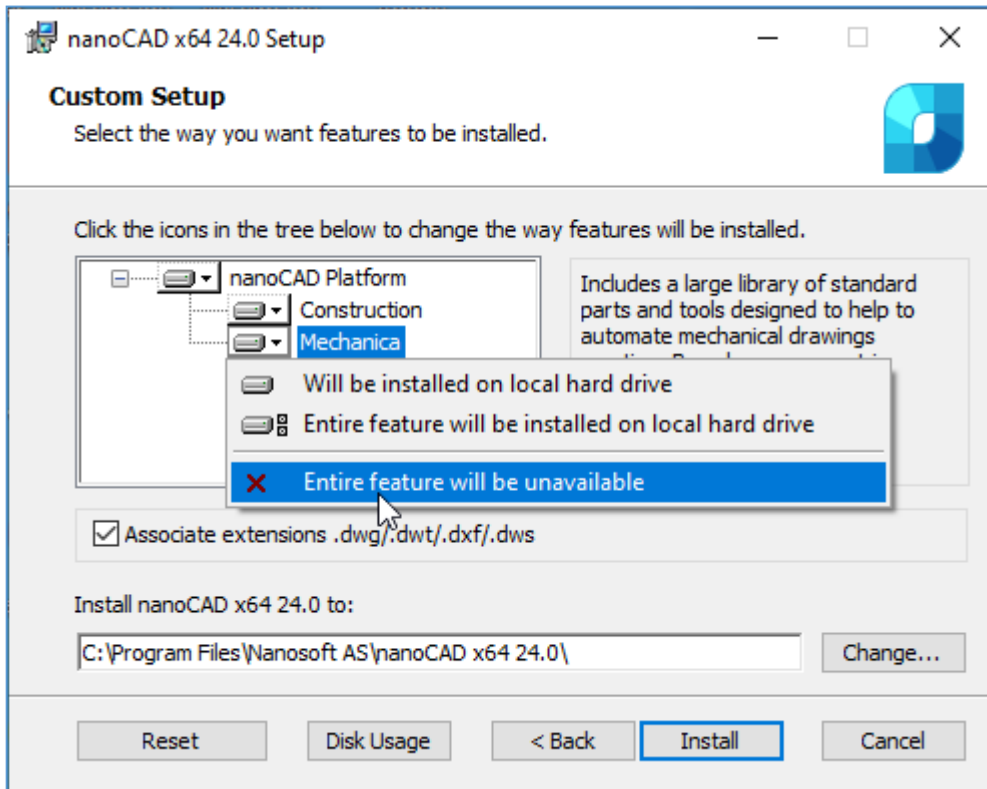 nanoCAD x64 24.0 Setup
Custom Setup
Select the way you want features to be installed.
Click the icons in the tree below to change the way features will be installed.
nanoCAD Platform
Construction
Mechanica
Includes a large library of standard
parts and tools designed to help to
automate mechanical drawings
Will be installed on local hard drive
Entire feature will be installed on local hard drive
Entire feature will be unavailable
Associate extensions .dwg/.dwt/.dxf/.dws
Install nanoCAD x64 24.0 to:
C:\Program Files\Nanosoft AS\nanoCAD x64 24.0\
Change...
Reset
Disk Usage
< Back
Install
Cancel